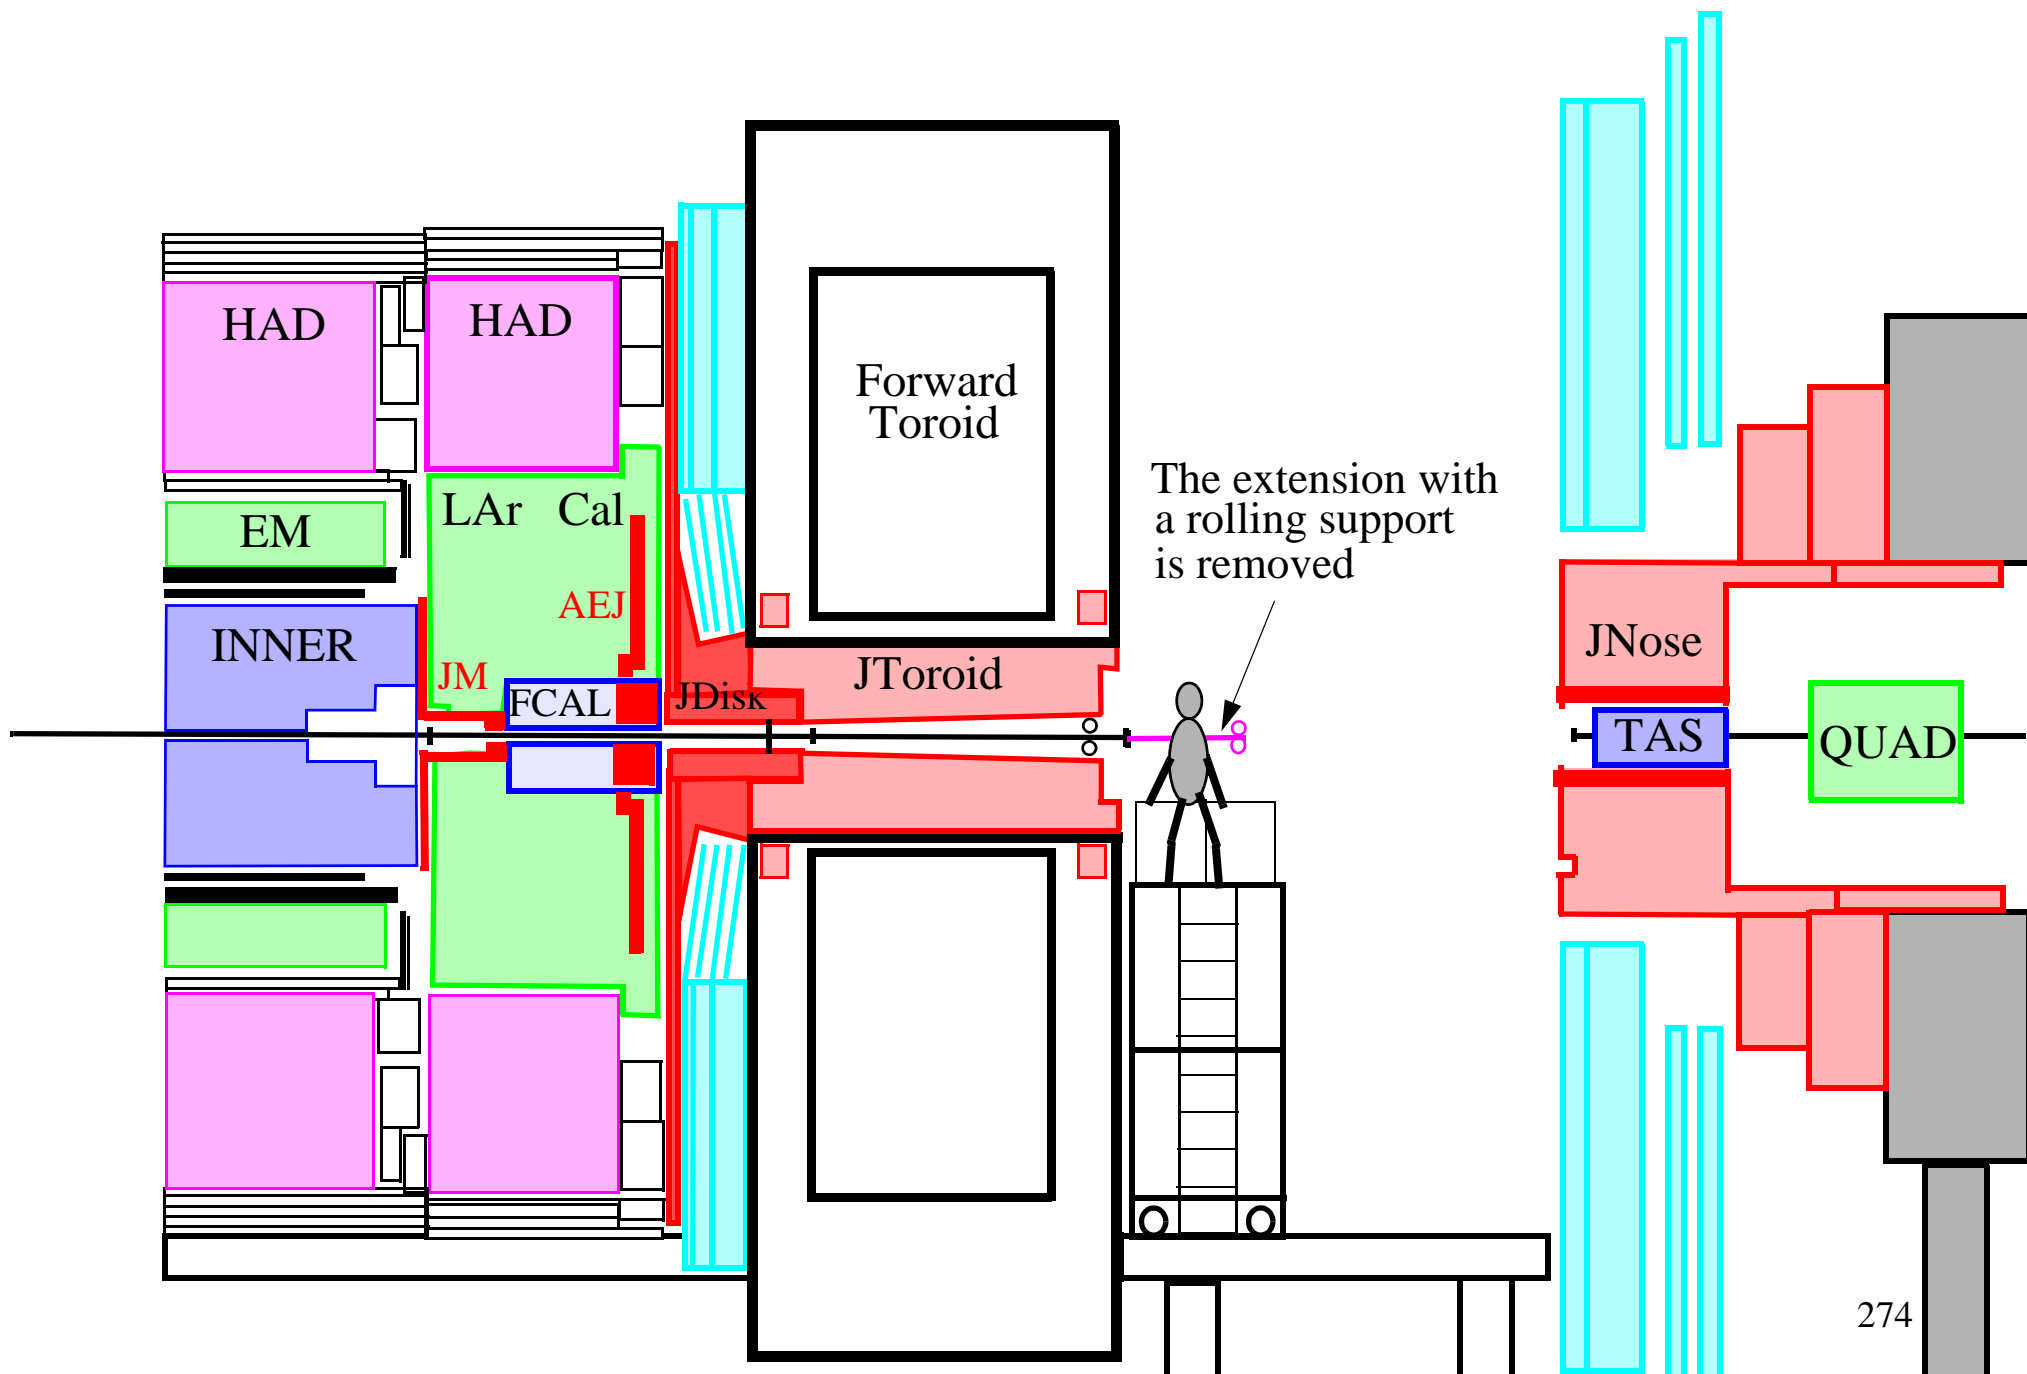 HAD
HAD
Forward
Toroid
The extension with
a rolling support
is removed
LAr Cal
EM
AEJ
INNER
JM
FCAL
JDisk
JToroid
JNose
TAS
QUAD
274